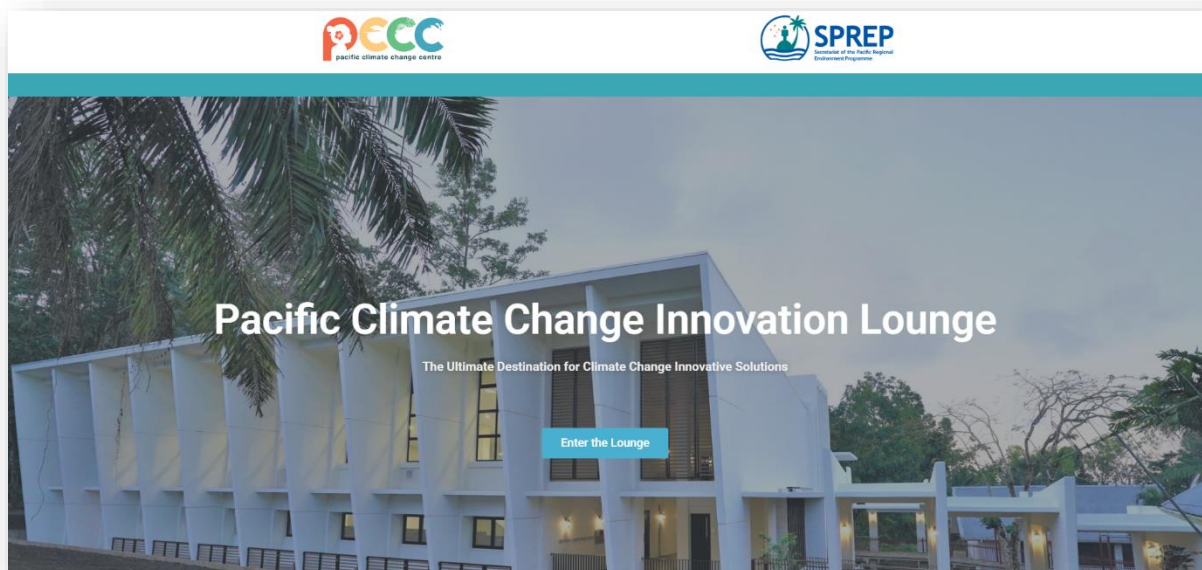 pccc
pacific climate change centre
SPREP
Secretariat of the Pacific Regional
Environment Programme
Pacific Climate Change Innovation Lounge
The Ultimate Destination for Climate Change Innovative Solutions
Enter the Lounge